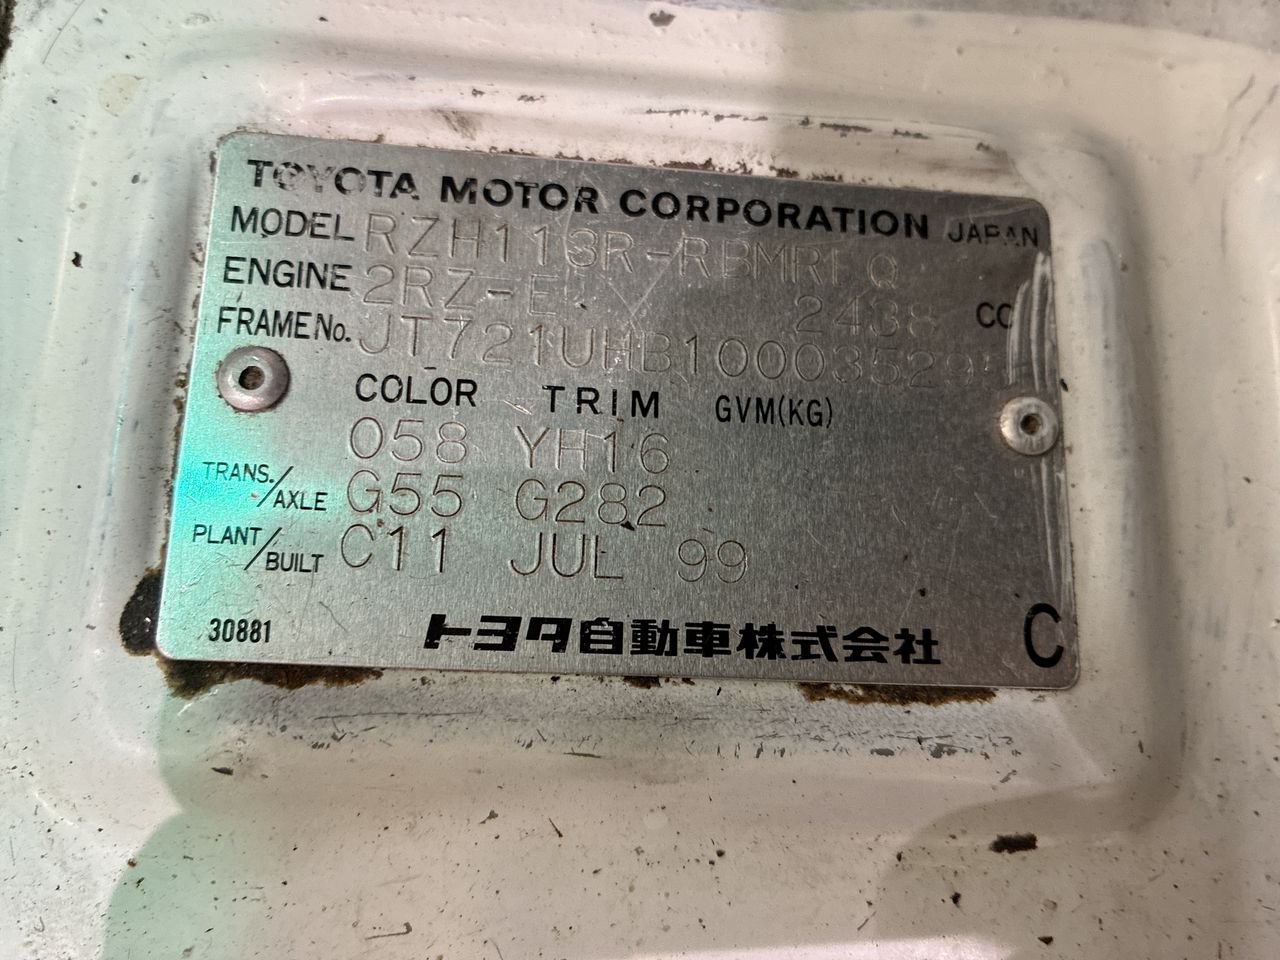 TOYOTA MOTOR CORPORATION JAPAN
MODEL RZH113R-RBMREQ
ENGINE 2RZ-E 2438 CC
FRAME No. JT721UHB100035295
COLOR TRIM GVM(KG)
058 YH16
TRANS./AXLE G55 G282
PLANT/BUILT C11 JUL 99
30881 トヨタ自動車株式会社 C